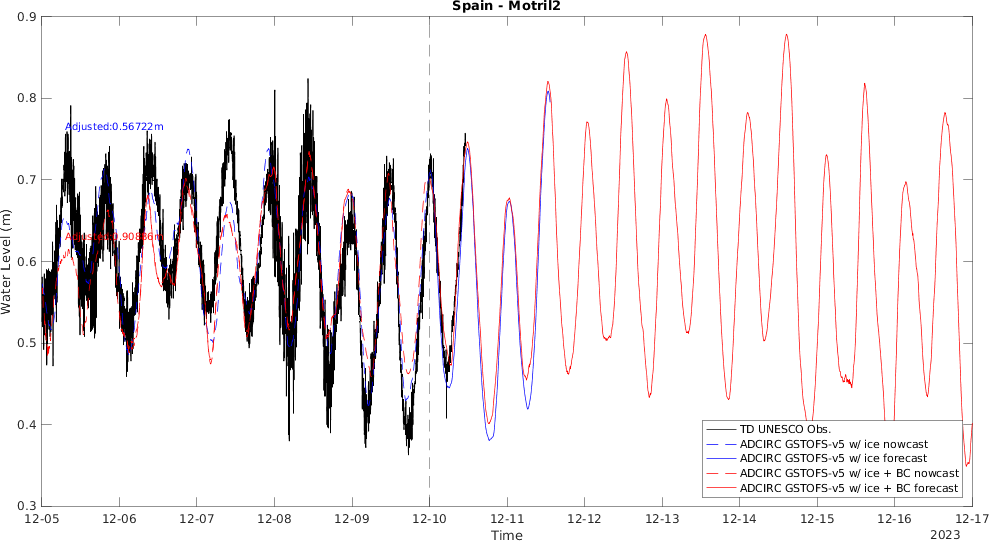 Spain - Motril2
0.9
0.8
0.7
0.6
0.5
0.4
0.3
Water Level (m)
Adjusted:0.56722m
TD UNESCO Obs.
ADCIRC GSTOFS-v5 w/ ice nowcast
ADCIRC GSTOFS-v5 w/ ice forecast
ADCIRC GSTOFS-v5 w/ ice + BC nowcast
ADCIRC GSTOFS-v5 w/ ice + BC forecast
12-05 12-06 12-07 12-08 12-09 12-10 12-11 12-12 12-13 12-14 12-15 12-16 12-17
Time
2023